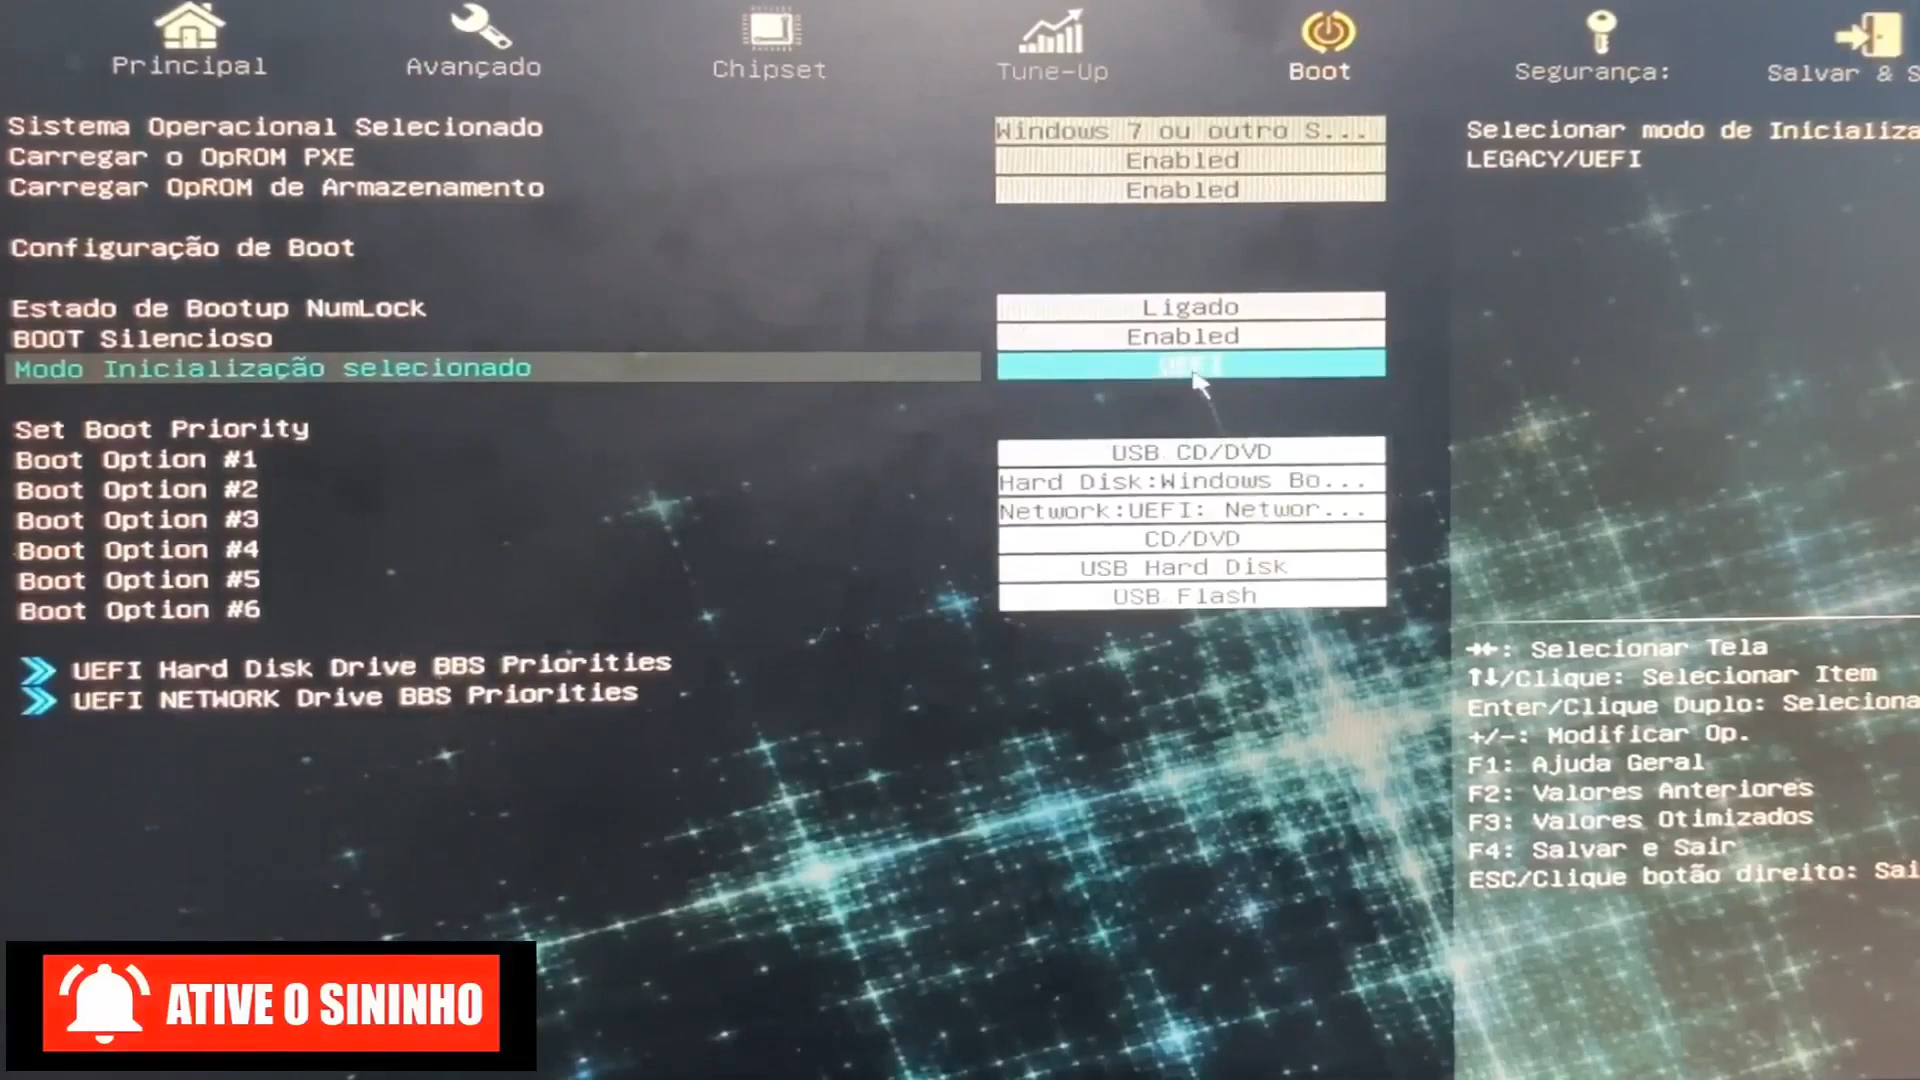 Principal
Avançado
Chipset
Tune-Up
Boot
Segurança:
Salvar & S
Sistema Operacional Selecionado
Windows 7 ou outro S...
Carregar o OpROM PXE
Enabled
Carregar OpROM de Armazenamento
Enabled
Configuração de Boot
Estado de Bootup NumLock
Ligado
BOOT Silencioso
Enabled
Modo Inicialização selecionado
UEFI
Set Boot Priority
Boot Option #1
USB CD/DVD
Boot Option #2
Hard Disk:Windows Bo...
Boot Option #3
Network:UEFI: Networ...
Boot Option #4
CD/DVD
Boot Option #5
USB Hard Disk
Boot Option #6
USB Flash
UEFI Hard Disk Drive BBS Priorities
UEFI NETWORK Drive BBS Priorities
Selecionar modo de Inicializa
LEGACY/UEFI
→←: Selecionar Tela
↑↓/Clique: Selecionar Item
Enter/Clique Duplo: Seleciona
+/-: Modificar Op.
F1: Ajuda Geral
F2: Valores Anteriores
F3: Valores Otimizados
F4: Salvar e Sair
ESC/Clique botão direito: Sai
ATIVE O SININHO